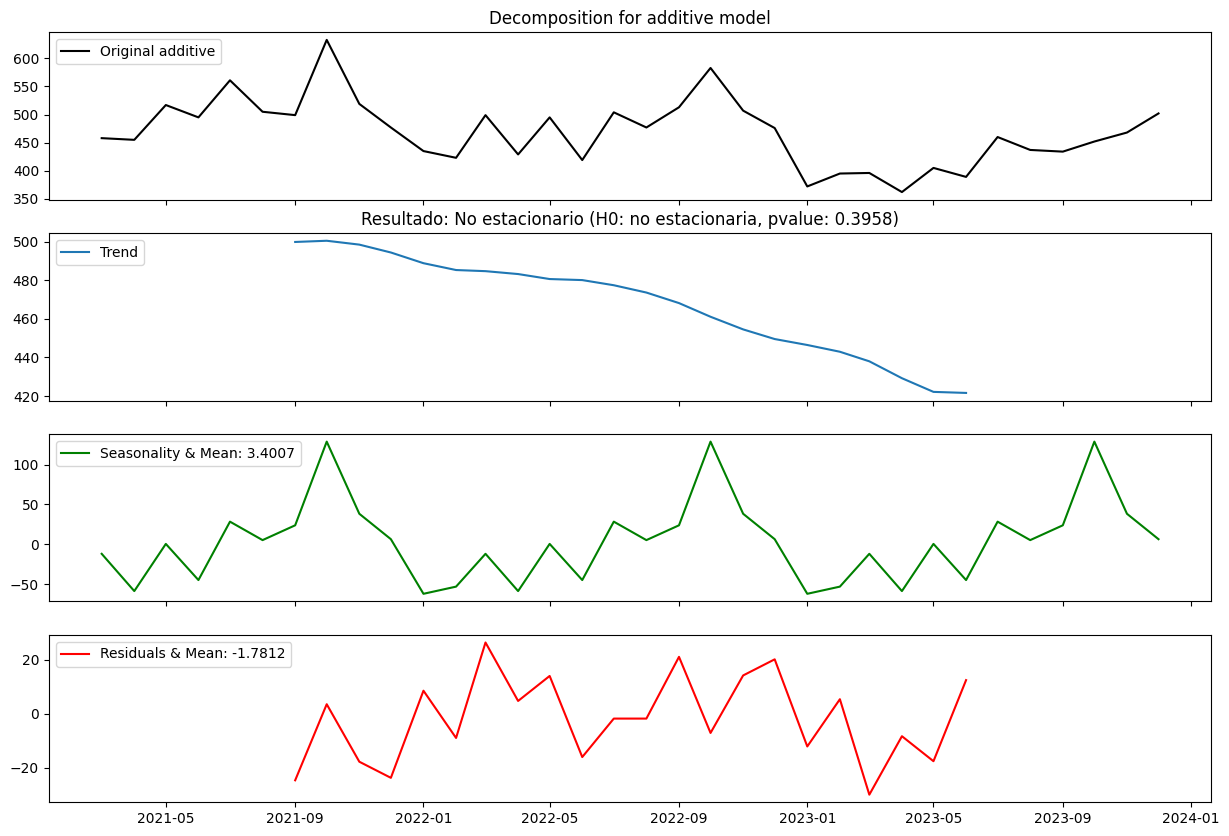 Decomposition for additive model
Original additive
600
550
500
450
400
350
Resultado: No estacionario (H0: no estacionaria, pvalue: 0.3958)
Trend
500
480
460
440
420
Seasonality & Mean: 3.4007
100
50
0
−50
Residuals & Mean: -1.7812
20
0
−20
2021-05 2021-09 2022-01 2022-05 2022-09 2023-01 2023-05 2023-09 2024-01